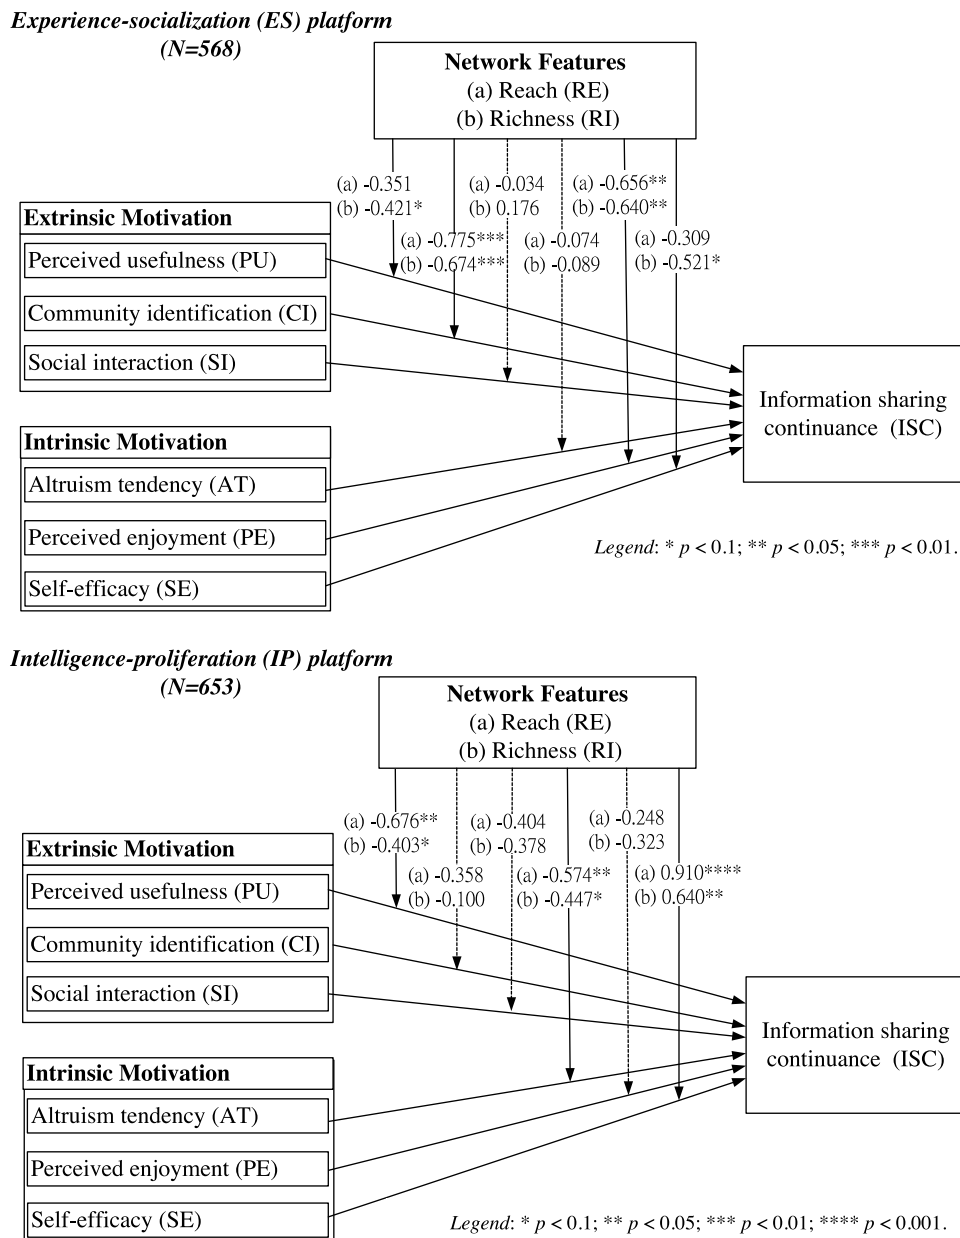 Experience-socialization (ES) platform
(N=568)
Network Features
(a) Reach (RE)
(b) Richness (RI)
(a) -0.351
(b) -0.421*
(a) -0.034
(b) 0.176
(a) -0.656**
(b) -0.640**
(a) -0.775***
(b) -0.674***
(a) -0.074
(b) -0.089
(a) -0.309
(b) -0.521*
Extrinsic Motivation
Perceived usefulness (PU)
Community identification (CI)
Social interaction (SI)
Intrinsic Motivation
Altruism tendency (AT)
Perceived enjoyment (PE)
Self-efficacy (SE)
Information sharing
continuance (ISC)
Legend: * p < 0.1; ** p < 0.05; *** p < 0.01.
Intelligence-proliferation (IP) platform
(N=653)
Network Features
(a) Reach (RE)
(b) Richness (RI)
(a) -0.676**
(b) -0.403*
(a) -0.404
(b) -0.378
(a) -0.248
(b) -0.323
(a) -0.358
(b) -0.100
(a) -0.574**
(b) -0.447*
(a) 0.910****
(b) 0.640**
Extrinsic Motivation
Perceived usefulness (PU)
Community identification (CI)
Social interaction (SI)
Intrinsic Motivation
Altruism tendency (AT)
Perceived enjoyment (PE)
Self-efficacy (SE)
Information sharing
continuance (ISC)
Legend: * p < 0.1; ** p < 0.05; *** p < 0.01; **** p < 0.001.